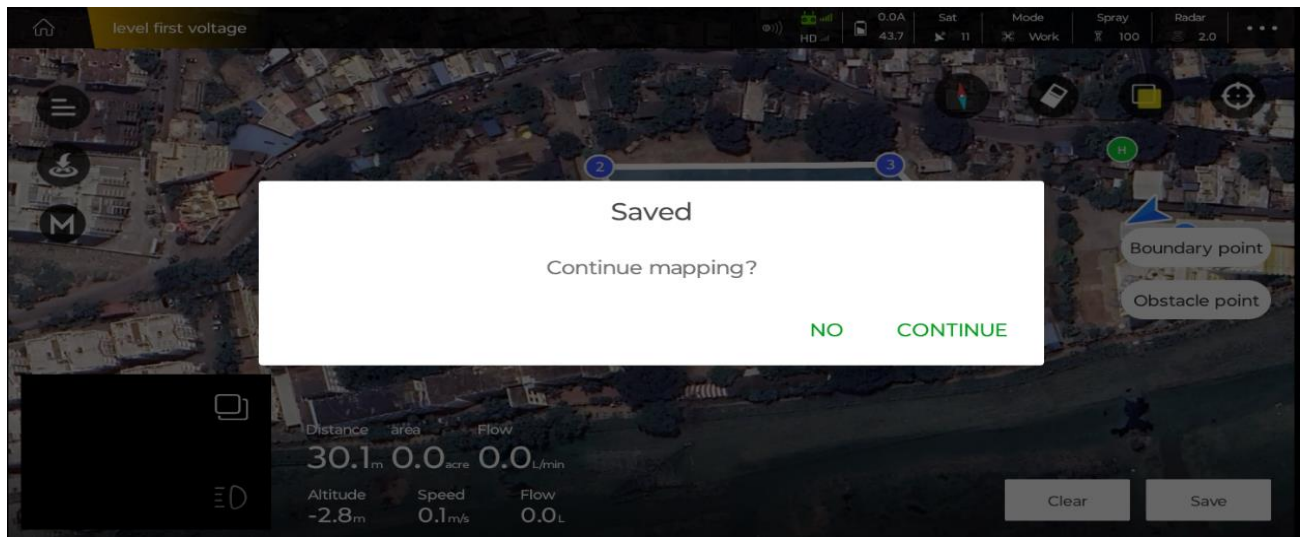 level first voltage
HD
0.0A
43.7
Sat
11
Mode
Work
Spray
100
Radar
2.0
M
2
3
H
Saved
Continue mapping?
NO CONTINUE
Boundary point
Obstacle point
Distance area Flow
30.1m 0.0acre 0.0L/min
Altitude Speed Flow
-2.8m 0.1m/s 0.0L
Clear Save